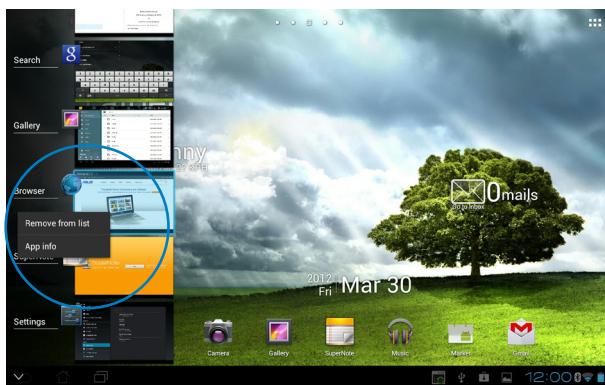 Search
Gallery
Browser
Remove from list
App info
SuperNote
Settings
nny
0mails
Go to Inbox
2012
Fri
Mar 30
Camera
Gallery
SuperNote
Music
Market
Gmail
12:00